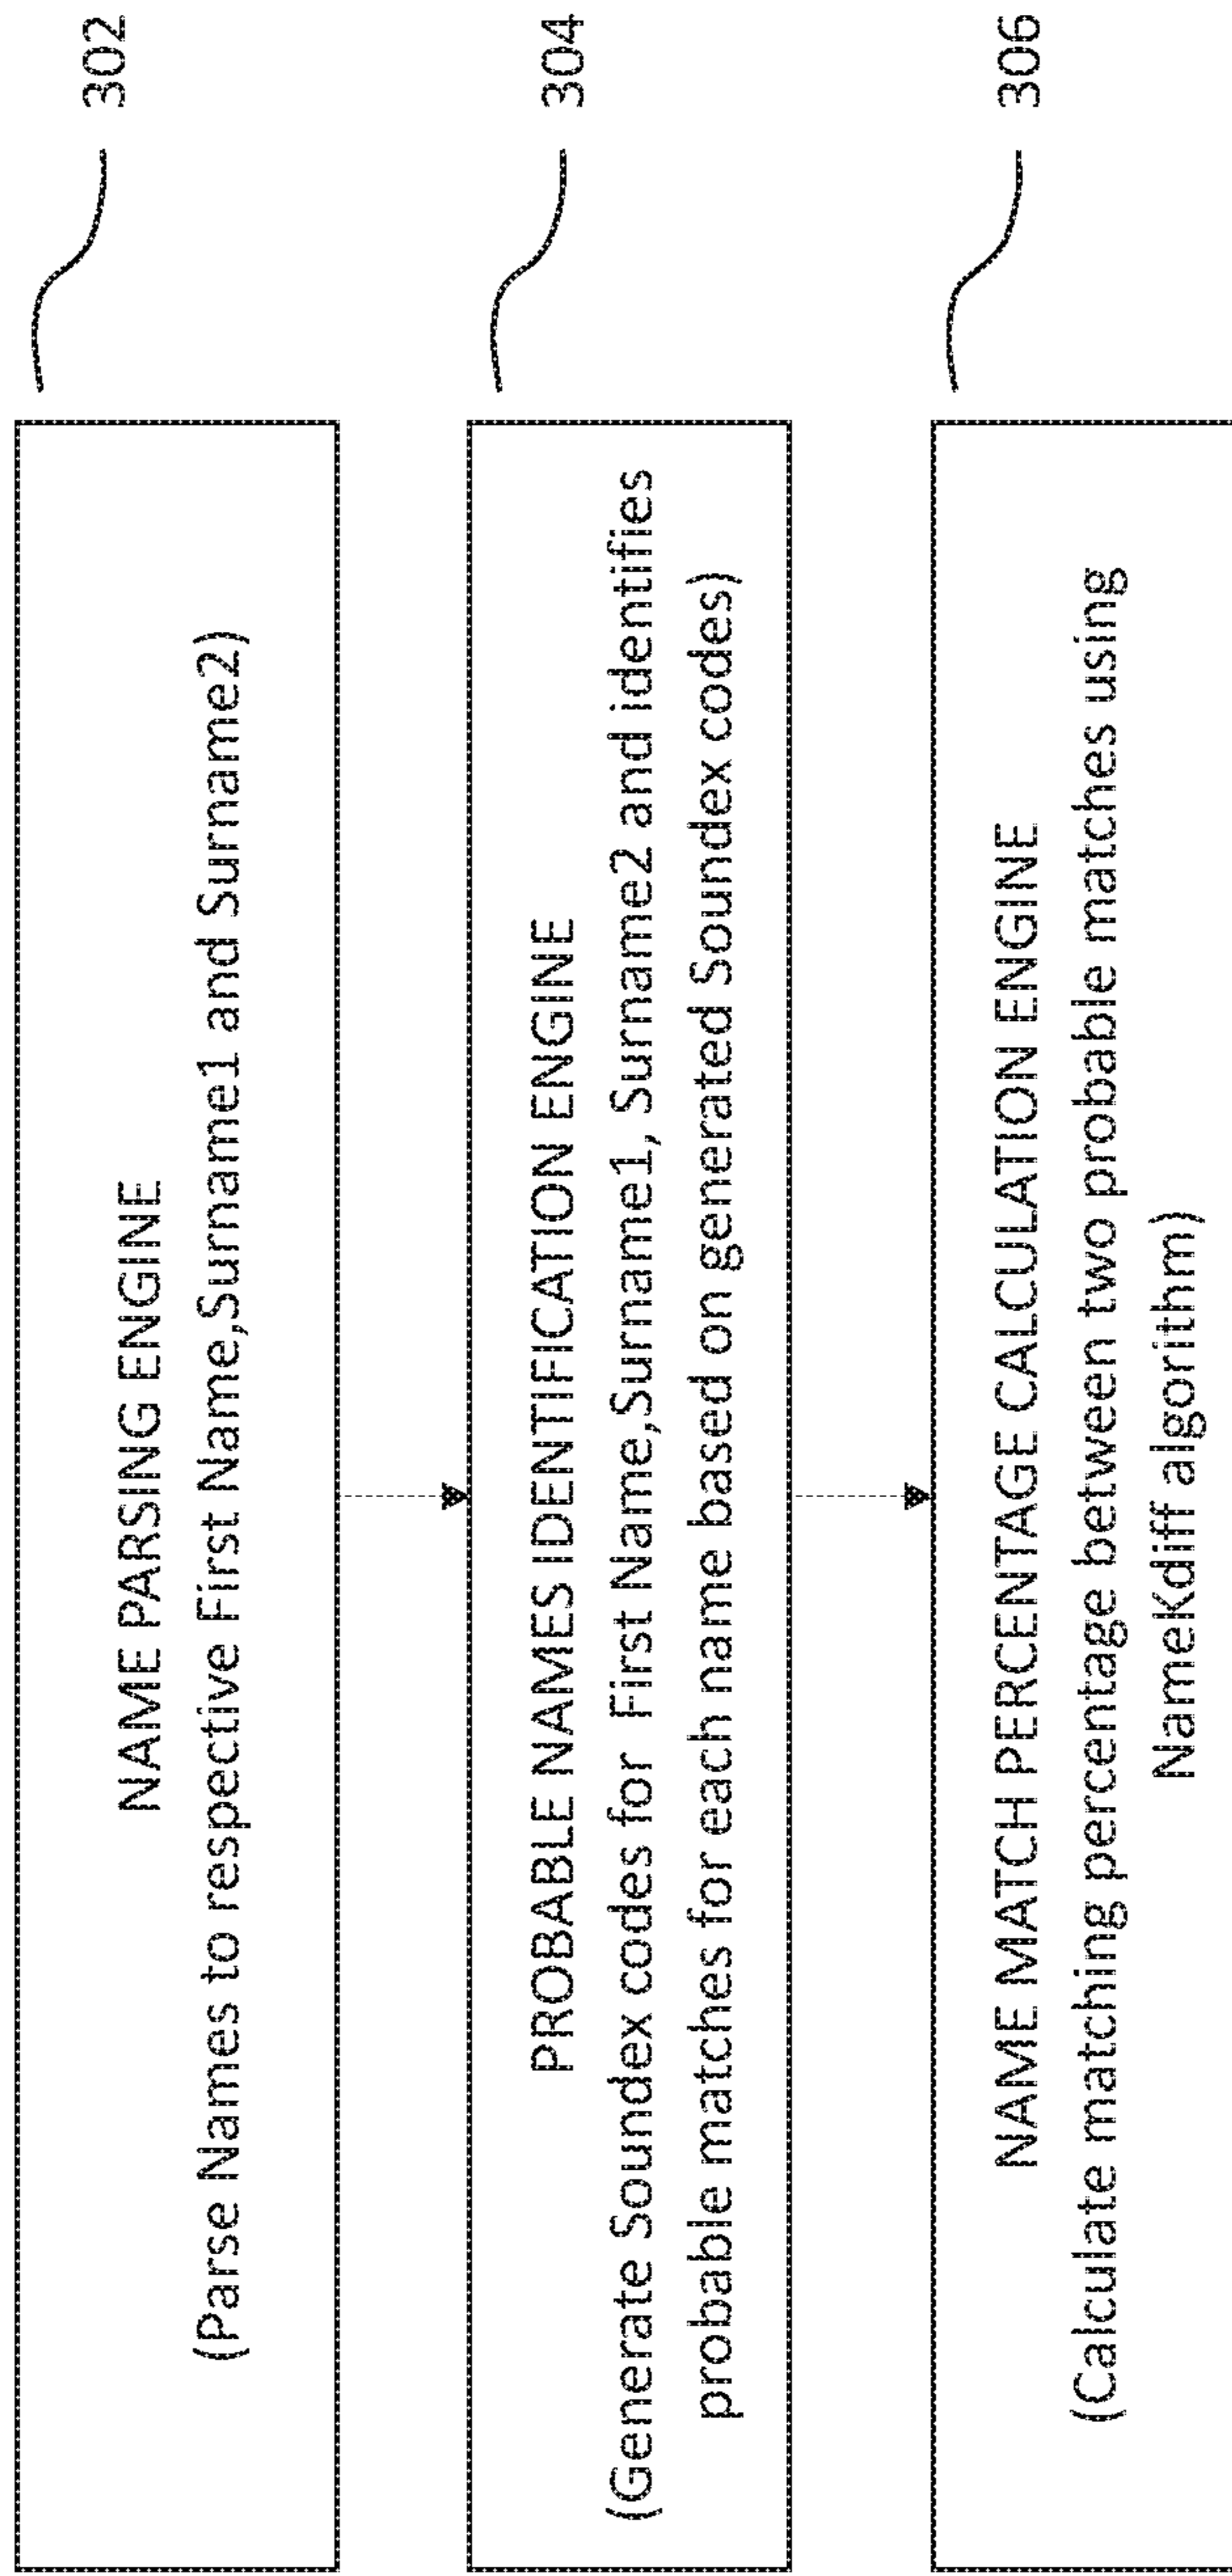 NAME PARSING ENGINE
(Parse Names to respective First Name,Surname1 and Surname2)
302
PROBABLE NAMES IDENTIFICATION ENGINE
(Generate Soundex codes for First Name,Surname1, Surname2 and identifies
probable matches for each name based on generated Soundex codes)
304
NAME MATCH PERCENTAGE CALCULATION ENGINE
(Calculate matching percentage between two probable matches using
NameKdiff algorithm)
306